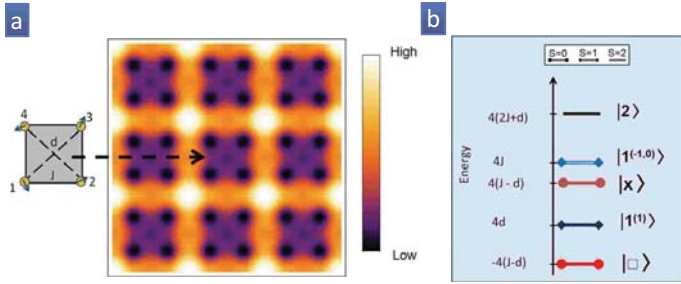 a
4
3
d
J
1
2
High
Low
b
S=0 S=1 S=2
Energy
4(2J+d) |2⟩
4J |1⁽⁻¹,⁰⁾⟩
4(J - d) |x⟩
4d |1⁽¹⁾⟩
-4(J-d) |□⟩